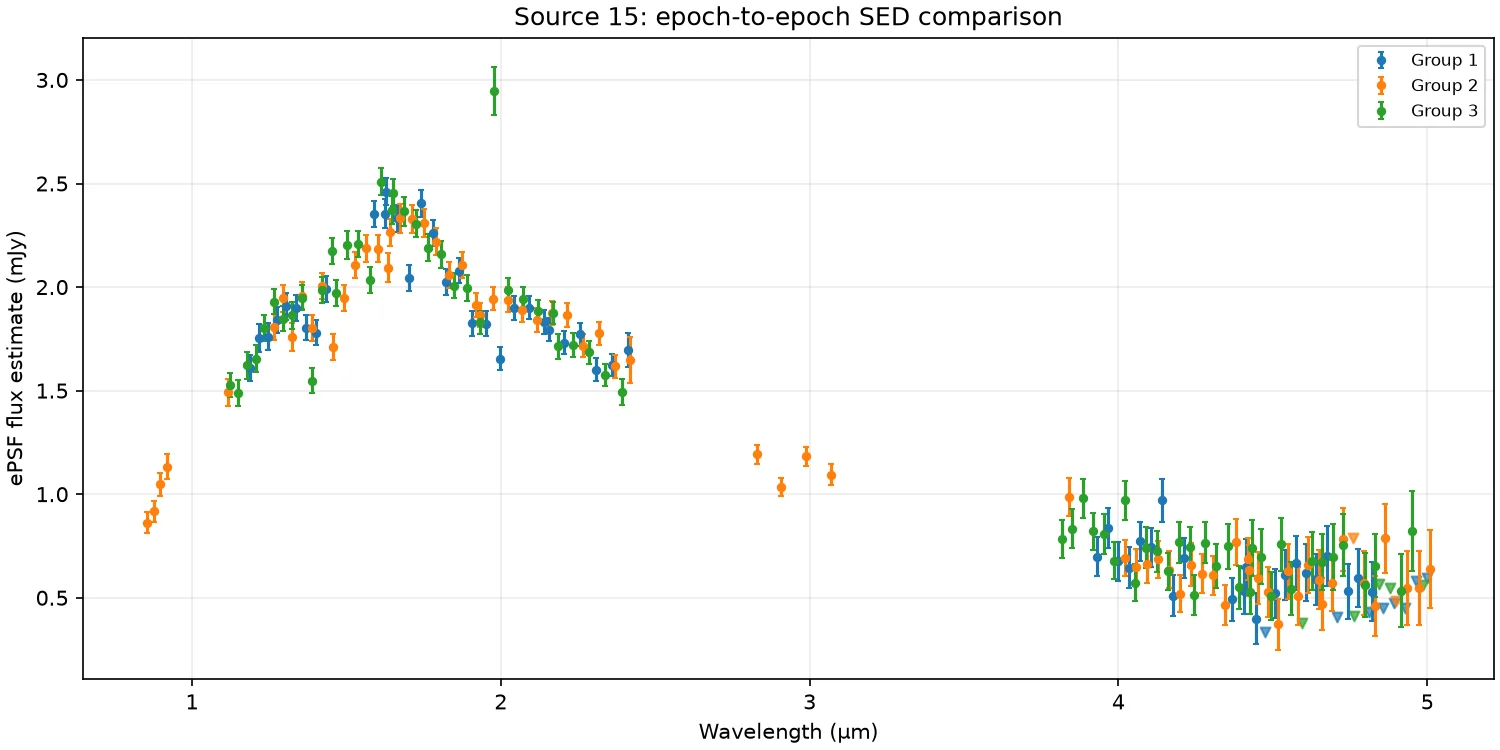 Source 15: epoch-to-epoch SED comparison
ePSF flux estimate (mJy)
3.0
2.5
2.0
1.5
1.0
0.5
Group 1
Group 2
Group 3
1 2 3 4 5
Wavelength (μm)